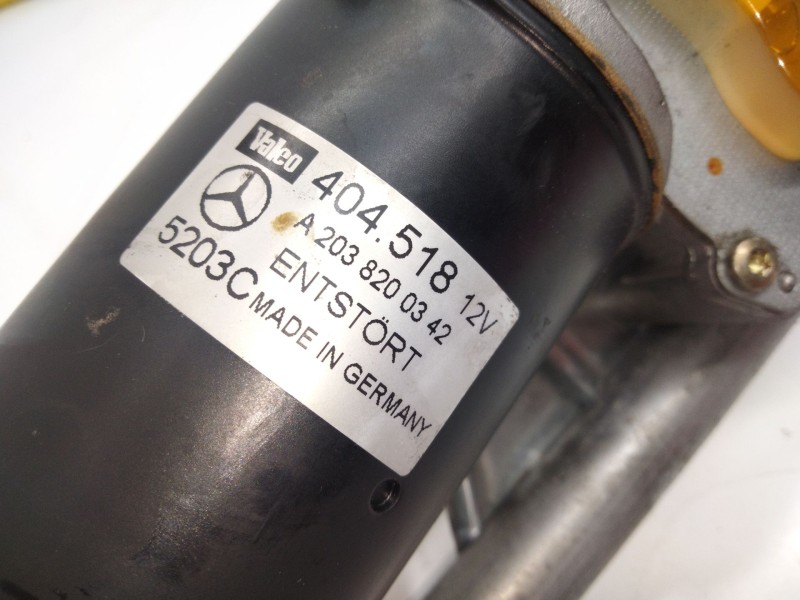 Valeo
404.518 12V
A 203 820 03 42
ENTSTÖRT
5203C MADE IN GERMANY